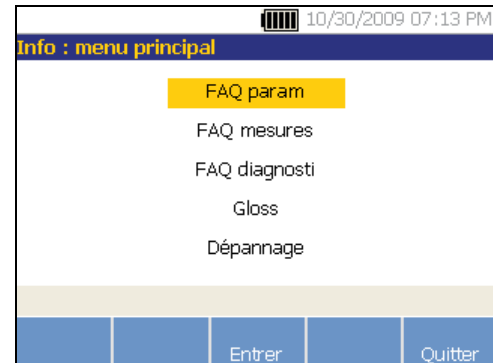 10/30/2009 07:13 PM
Info : menu principal
FAQ param
FAQ mesures
FAQ diagnosti
Gloss
Dépannage
Entrer Quitter